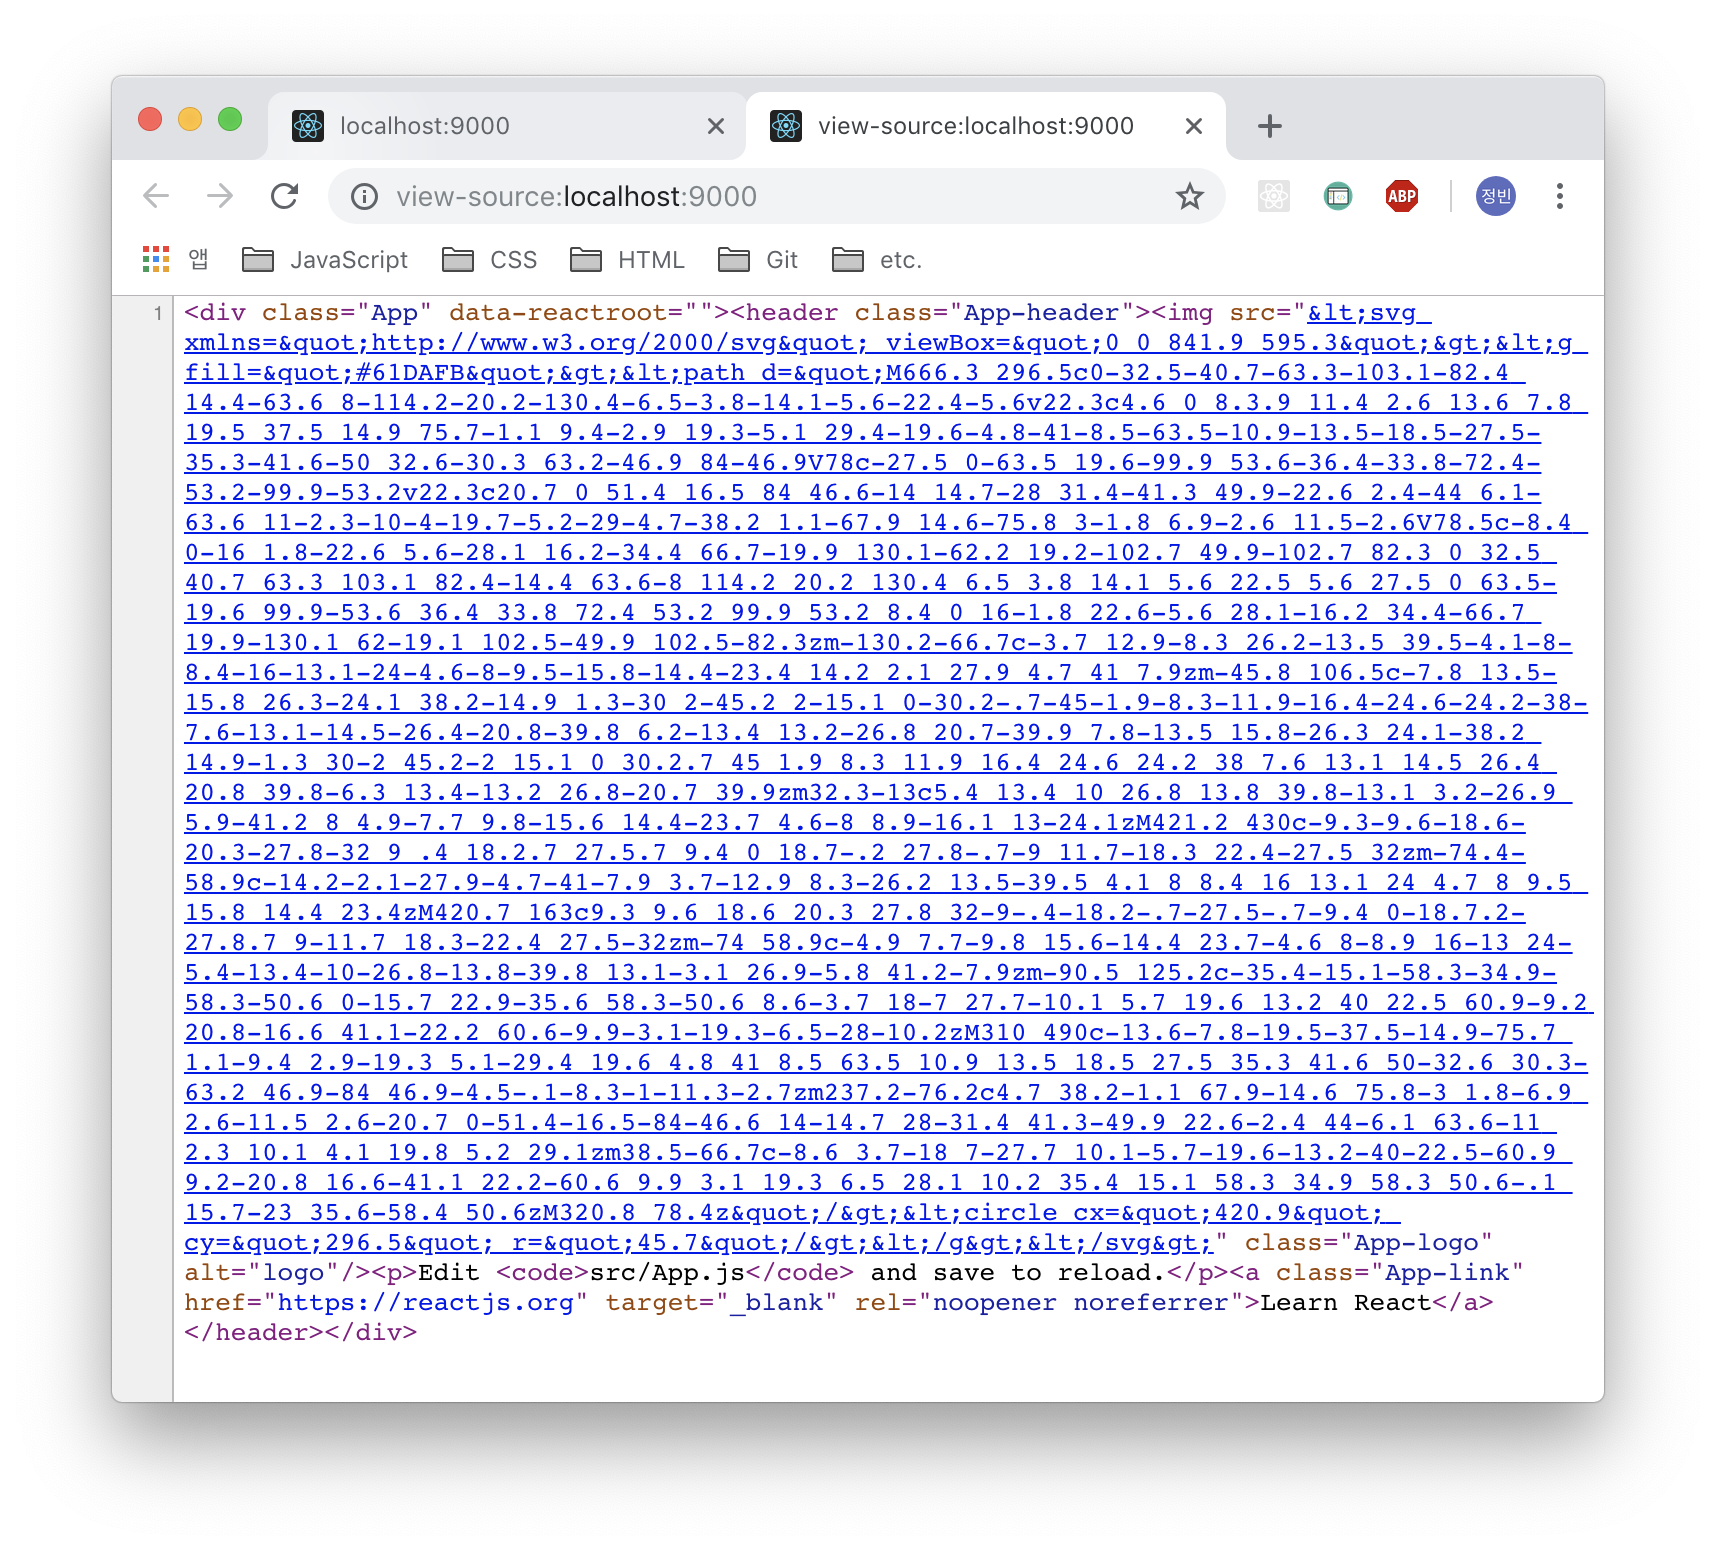 localhost:9000
view-source:localhost:9000
view-source:localhost:9000
ABP
정빈
앱
JavaScript
CSS
HTML
Git
etc.
1
<div class="App" data-reactroot=""><header class="App-header"><img src="&lt;svg
xmlns=&quot;http://www.w3.org/2000/svg&quot; viewBox=&quot;0 0 841.9 595.3&quot;&gt;&lt;g
fill=&quot;#61DAFB&quot;&gt;&lt;path d=&quot;M666.3 296.5c0-32.5-40.7-63.3-103.1-82.4
14.4-63.6 8-114.2-20.2-130.4-6.5-3.8-14.1-5.6-22.4-5.6v22.3c4.6 0 8.3.9 11.4 2.6 13.6 7.8
19.5 37.5 14.9 75.7-1.1 9.4-2.9 19.3-5.1 29.4-19.6-4.8-41-8.5-63.5-10.9-13.5-18.5-27.5-
35.3-41.6-50 32.6-30.3 63.2-46.9 84-46.9V78c-27.5 0-63.5 19.6-99.9 53.6-36.4-33.8-72.4-
53.2-99.9-53.2v22.3c20.7 0 51.4 16.5 84 46.6-14 14.7-28 31.4-41.3 49.9-22.6 2.4-44 6.1-
63.6 11-2.3-10-4-19.7-5.2-29-4.7-38.2 1.1-67.9 14.6-75.8 3-1.8 6.9-2.6 11.5-2.6V78.5c-8.4
0-16 1.8-22.6 5.6-28.1 16.2-34.4 66.7-19.9 130.1-62.2 19.2-102.7 49.9-102.7 82.3 0 32.5
40.7 63.3 103.1 82.4-14.4 63.6-8 114.2 20.2 130.4 6.5 3.8 14.1 5.6 22.5 5.6 27.5 0 63.5-
19.6 99.9-53.6 36.4 33.8 72.4 53.2 99.9 53.2 8.4 0 16-1.8 22.6-5.6 28.1-16.2 34.4-66.7
19.9-130.1 62-19.1 102.5-49.9 102.5-82.3zm-130.2-66.7c-3.7 12.9-8.3 26.2-13.5 39.5-4.1-8-
8.4-16-13.1-24-4.6-8-9.5-15.8-14.4-23.4 14.2 2.1 27.9 4.7 41 7.9zm-45.8 106.5c-7.8 13.5-
15.8 26.3-24.1 38.2-14.9 1.3-30 2-45.2 2-15.1 0-30.2-.7-45-1.9-8.3-11.9-16.4-24.6-24.2-38-
7.6-13.1-14.5-26.4-20.8-39.8 6.2-13.4 13.2-26.8 20.7-39.9 7.8-13.5 15.8-26.3 24.1-38.2
14.9-1.3 30-2 45.2-2 15.1 0 30.2.7 45 1.9 8.3 11.9 16.4 24.6 24.2 38 7.6 13.1 14.5 26.4
20.8 39.8-6.3 13.4-13.2 26.8-20.7 39.9zm32.3-13c5.4 13.4 10 26.8 13.8 39.8-13.1 3.2-26.9
5.9-41.2 8 4.9-7.7 9.8-15.6 14.4-23.7 4.6-8 8.9-16.1 13-24.1zM421.2 430c-9.3-9.6-18.6-
20.3-27.8-32 9 .4 18.2.7 27.5.7 9.4 0 18.7-.2 27.8-.7-9 11.7-18.3 22.4-27.5 32zm-74.4-
58.9c-14.2-2.1-27.9-4.7-41-7.9 3.7-12.9 8.3-26.2 13.5-39.5 4.1 8 8.4 16 13.1 24 4.7 8 9.5
15.8 14.4 23.4zM420.7 163c9.3 9.6 18.6 20.3 27.8 32-9-.4-18.2-.7-27.5-.7-9.4 0-18.7.2-
27.8.7 9-11.7 18.3-22.4 27.5-32zm-74 58.9c-4.9 7.7-9.8 15.6-14.4 23.7-4.6 8-8.9 16-13 24-
5.4-13.4-10-26.8-13.8-39.8 13.1-3.1 26.9-5.8 41.2-7.9zm-90.5 125.2c-35.4-15.1-58.3-34.9-
58.3-50.6 0-15.7 22.9-35.6 58.3-50.6 8.6-3.7 18-7 27.7-10.1 5.7 19.6 13.2 40 22.5 60.9-9.2
20.8-16.6 41.1-22.2 60.6-9.9-3.1-19.3-6.5-28-10.2zM310 490c-13.6-7.8-19.5-37.5-14.9-75.7
1.1-9.4 2.9-19.3 5.1-29.4 19.6 4.8 41 8.5 63.5 10.9 13.5 18.5 27.5 35.3 41.6 50-32.6 30.3-
63.2 46.9-84 46.9-4.5-.1-8.3-1-11.3-2.7zm237.2-76.2c4.7 38.2-1.1 67.9-14.6 75.8-3 1.8-6.9
2.6-11.5 2.6-20.7 0-51.4-16.5-84-46.6 14-14.7 28-31.4 41.3-49.9 22.6-2.4 44-6.1 63.6-11
2.3 10.1 4.1 19.8 5.2 29.1zm38.5-66.7c-8.6 3.7-18 7-27.7 10.1-5.7-19.6-13.2-40-22.5-60.9
9.2-20.8 16.6-41.1 22.2-60.6 9.9 3.1 19.3 6.5 28.1 10.2 35.4 15.1 58.3 34.9 58.3 50.6-.1
15.7-23 35.6-58.4 50.6zM320.8 78.4z&quot;/&gt;&lt;circle cx=&quot;420.9&quot;
cy=&quot;296.5&quot; r=&quot;45.7&quot;/&gt;&lt;/g&gt;&lt;/svg&gt;" class="App-logo"
alt="logo"/><p>Edit <code>src/App.js</code> and save to reload.</p><a class="App-link"
href="https://reactjs.org" target="_blank" rel="noopener noreferrer">Learn React</a>
</header></div>